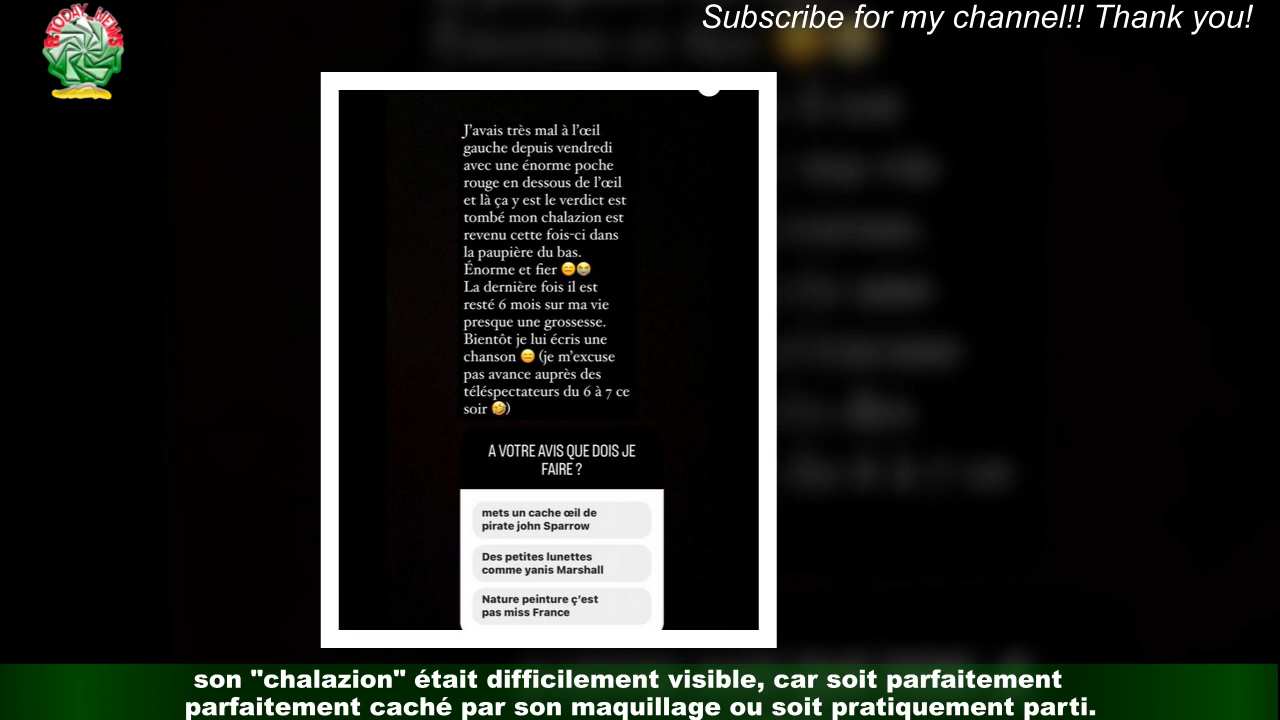 Subscribe for my channel!! Thank you!
R-TODAY_NEWS
J'avais très mal à l'œil
gauche depuis vendredi
avec une énorme poche
rouge en dessous de l'œil
et là ça y est le verdict est
tombé mon chalazion est
revenu cette fois-ci dans
la paupière du bas.
Énorme et fier 😑😭
La dernière fois il est
resté 6 mois sur ma vie
presque une grossesse.
Bientôt je lui écris une
chanson 😑 (je m'excuse
pas avance auprès des
téléspectateurs du 6 à 7 ce
soir 🤣)
A VOTRE AVIS QUE DOIS JE
FAIRE ?
mets un cache œil de
pirate john Sparrow
Des petites lunettes
comme yanis Marshall
Nature peinture ç'est
pas miss France
son "chalazion" était difficilement visible, car soit parfaitement
parfaitement caché par son maquillage ou soit pratiquement parti.